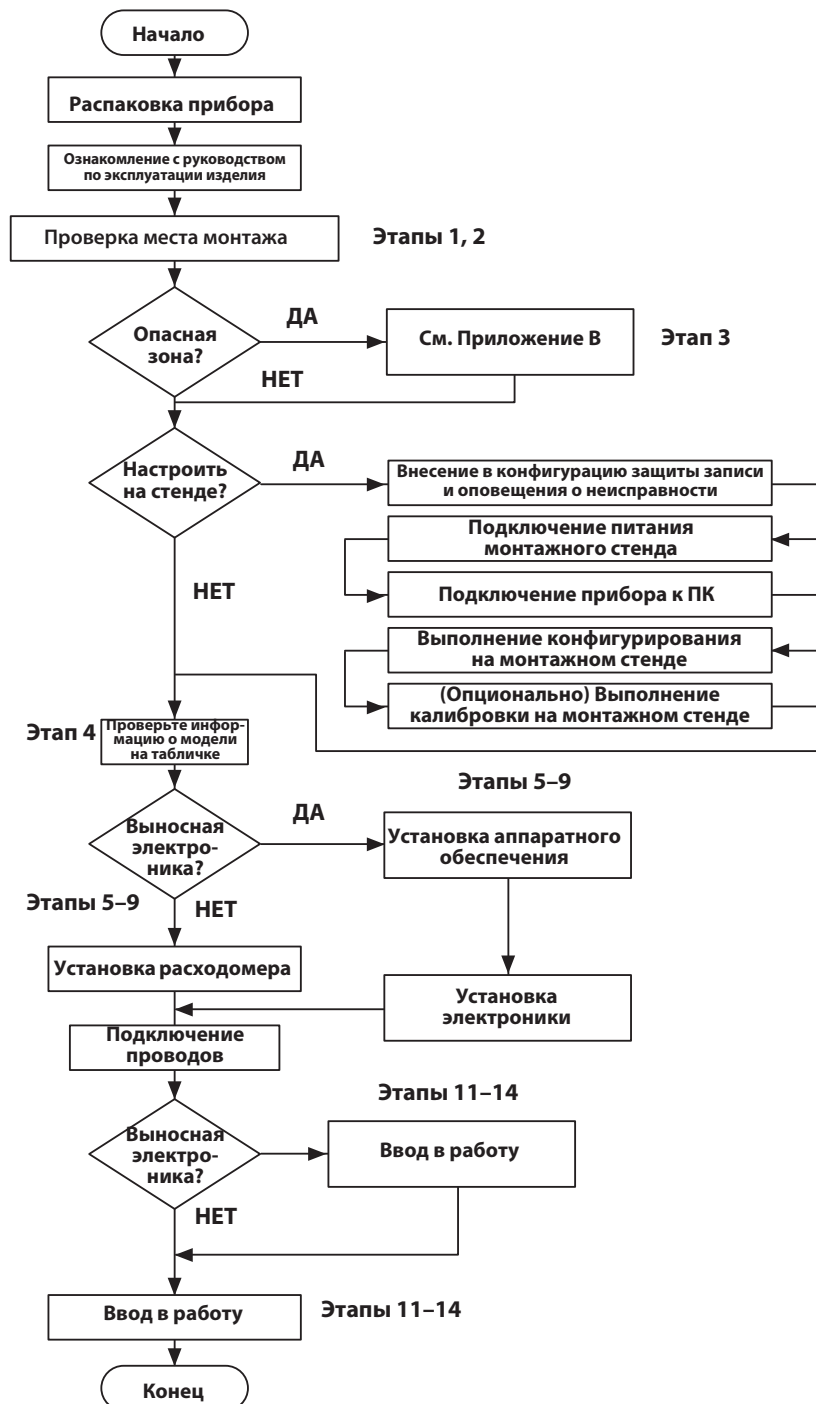 Начало
Распаковка прибора
Ознакомление с руководством
по эксплуатации изделия
Проверка места монтажа
Этапы 1, 2
Опасная
зона?
ДА
См. Приложение B
Этап 3
НЕТ
Настроить
на стенде?
ДА
Внесение в конфигурацию защиты записи
и оповещения о неисправности
Подключение питания
монтажного стенда
НЕТ
Подключение прибора к ПК
Выполнение конфигурирования
на монтажном стенде
(Опционально) Выполнение
калибровки на монтажном стенде
Этап 4
Проверьте инфор-
мацию о модели
на табличке
Этапы 5–9
Выносная
электро-
ника?
ДА
Установка аппаратного
обеспечения
Этапы 5–9
НЕТ
Установка расходомера
Установка
электроники
Подключение
проводов
Этапы 11–14
Выносная
электро-
ника?
Ввод в работу
НЕТ
Ввод в работу
Этапы 11–14
Конец